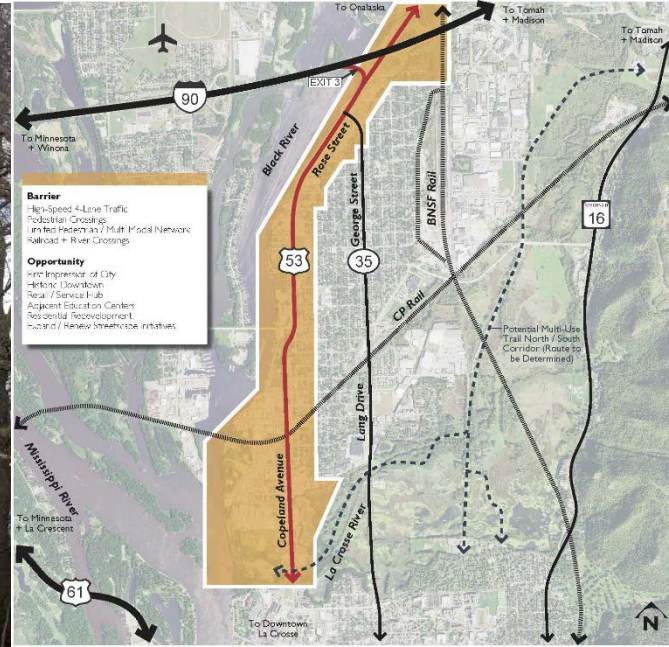 To Onalaska
To Tomah
+ Madison
To Tomah
+ Madison
EXIT 3
90
To Minnesota
+ Winona
Black River
Rose Street
George Street
BNSF Rail
WISCONSIN
16
Barrier
High-Speed 4-Lane Traffic
Pedestrian Crossings
Limited Pedestrian / Multi Modal Network
Railroad + River Crossings
Opportunity
First Impression of City
Historic Downtown
Retail / Service Hub
Adjacent Education Centers
Residential Redevelopment
Expand / Renew Streetscape Initiatives
53
35
CP Rail
Potential Multi-Use
Trail North / South
Corridor (Route to
be Determined)
Lang Drive
Mississippi River
Copeland Avenue
La Crosse River
To Minnesota
+ La Crescent
61
To Downtown
La Crosse
N